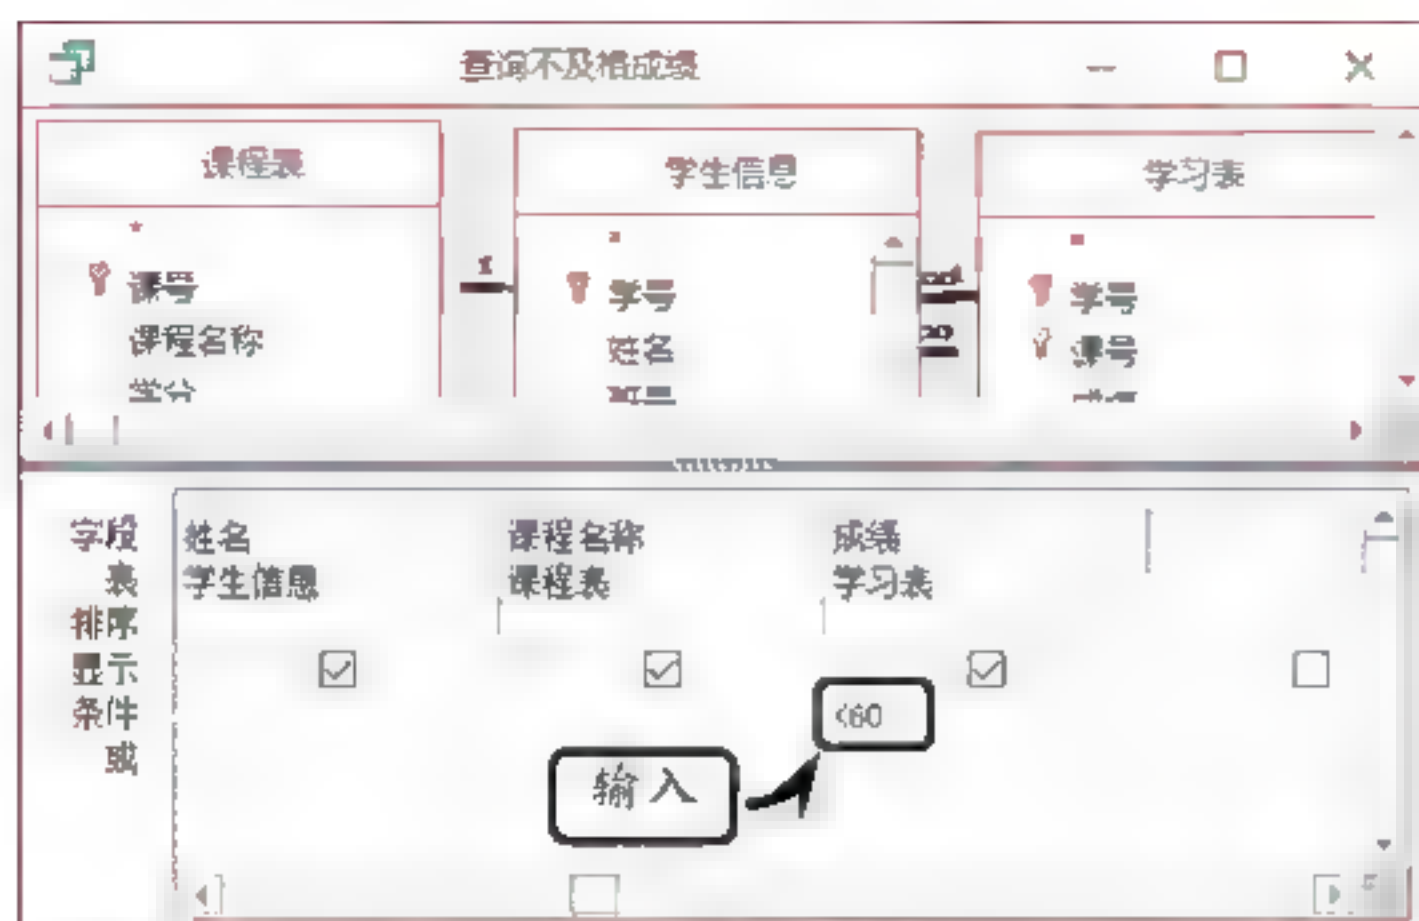 查询不及格成绩
课程表
学生信息
学习表
*
*
课号
课程名称
学分
1
学号
姓名
学号
课号
字段 姓名 课程名称 成绩
表 学生信息 课程表 学习表
排序
显示
条件 <60
或
输入